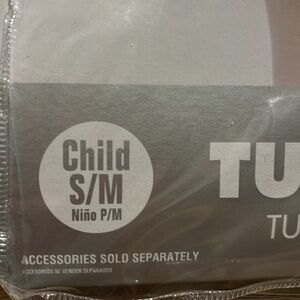 Child
S/M
Niño P/M
TU
TU
ACCESSORIES SOLD SEPARATELY
ACCESORIOS SE VENDEN SEPARADOS